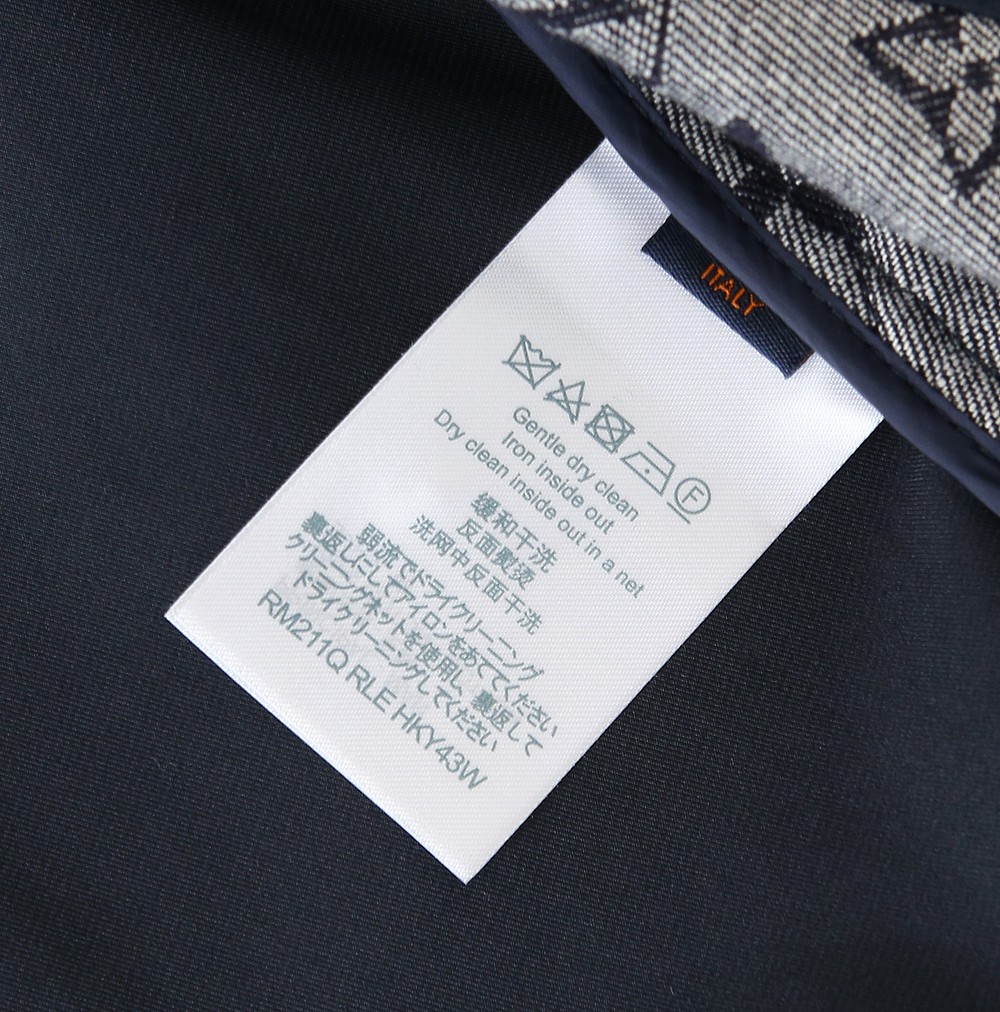 ITALY
F
Gentle dry clean
Iron inside out
Dry clean inside out in a net
缓和干洗
反面熨烫
洗网中反面干洗
弱流でドライクリーニング
裏返しにしてアイロンをあててください
クリーニングネットを使用し、裏返して
ドライクリーニングしてください
RM211Q RLE HKY43W